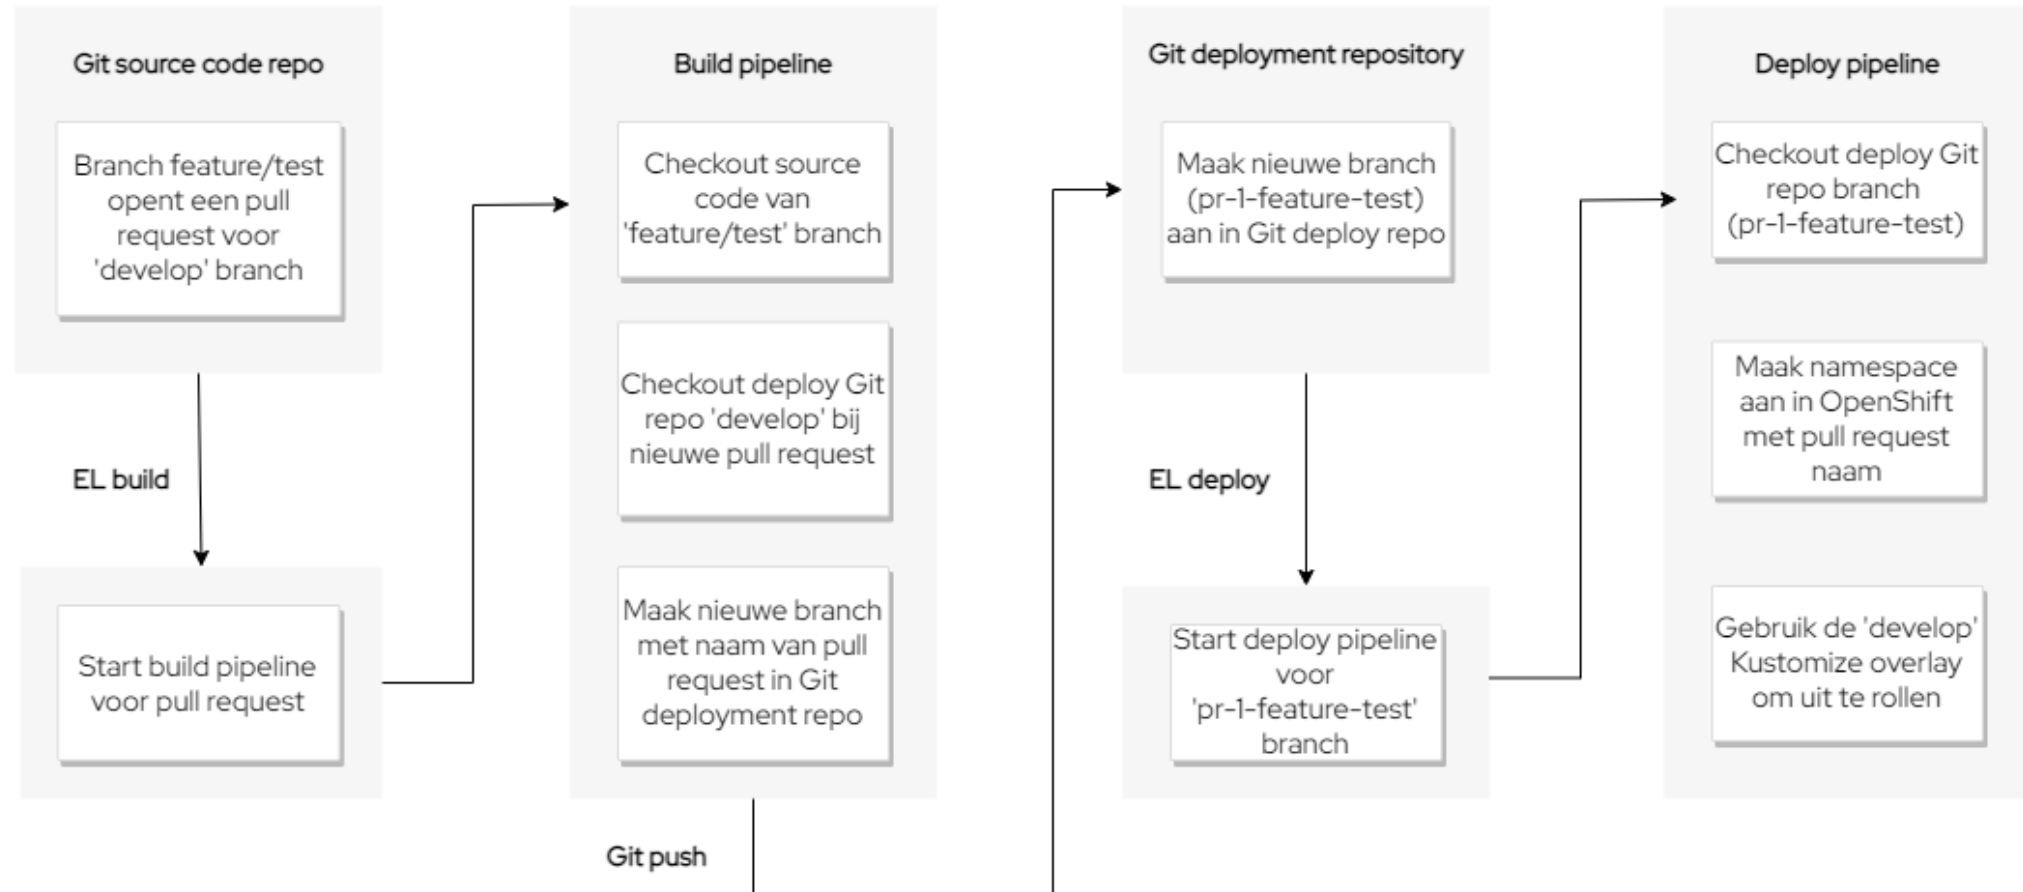 Git source code repo
Branch feature/test
opent een pull
request voor
'develop' branch
EL build
Start build pipeline
voor pull request
Build pipeline
Checkout source
code van
'feature/test' branch
Checkout deploy Git
repo 'develop' bij
nieuwe pull request
Maak nieuwe branch
met naam van pull
request in Git
deployment repo
Git push
Git deployment repository
Maak nieuwe branch
(pr-1-feature-test)
aan in Git deploy repo
EL deploy
Start deploy pipeline
voor
'pr-1-feature-test'
branch
Deploy pipeline
Checkout deploy Git
repo branch
(pr-1-feature-test)
Maak namespace
aan in OpenShift
met pull request
naam
Gebruik de 'develop'
Kustomize overlay
om uit te rollen